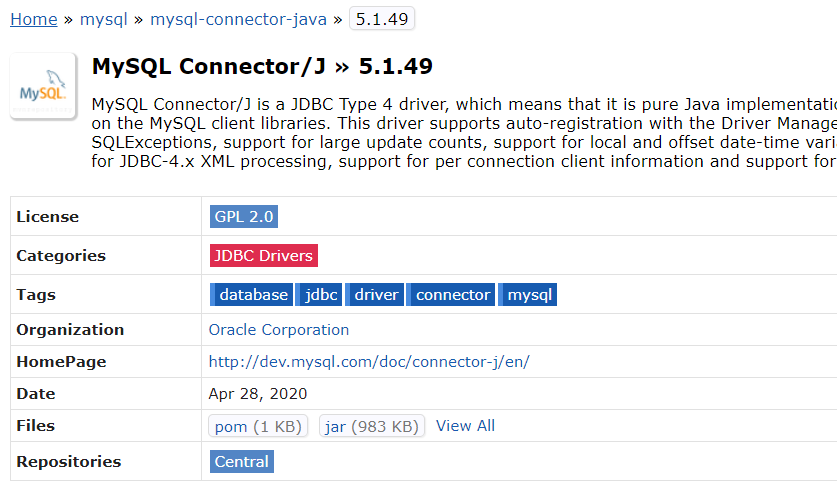 Home » mysql » mysql-connector-java » 5.1.49
MySQL
MySQL Connector/J » 5.1.49
MySQL Connector/J is a JDBC Type 4 driver, which means that it is pure Java
on the MySQL client libraries. This driver supports auto-registration with the Driver
SQLExceptions, support for large update counts, support for local and offset date-time
for JDBC-4.x XML processing, support for per connection client information and support for
License GPL 2.0
Categories JDBC Drivers
Tags database jdbc driver connector mysql
Organization Oracle Corporation
HomePage http://dev.mysql.com/doc/connector-j/en/
Date Apr 28, 2020
Files pom (1 KB) jar (983 KB) View All
Repositories Central